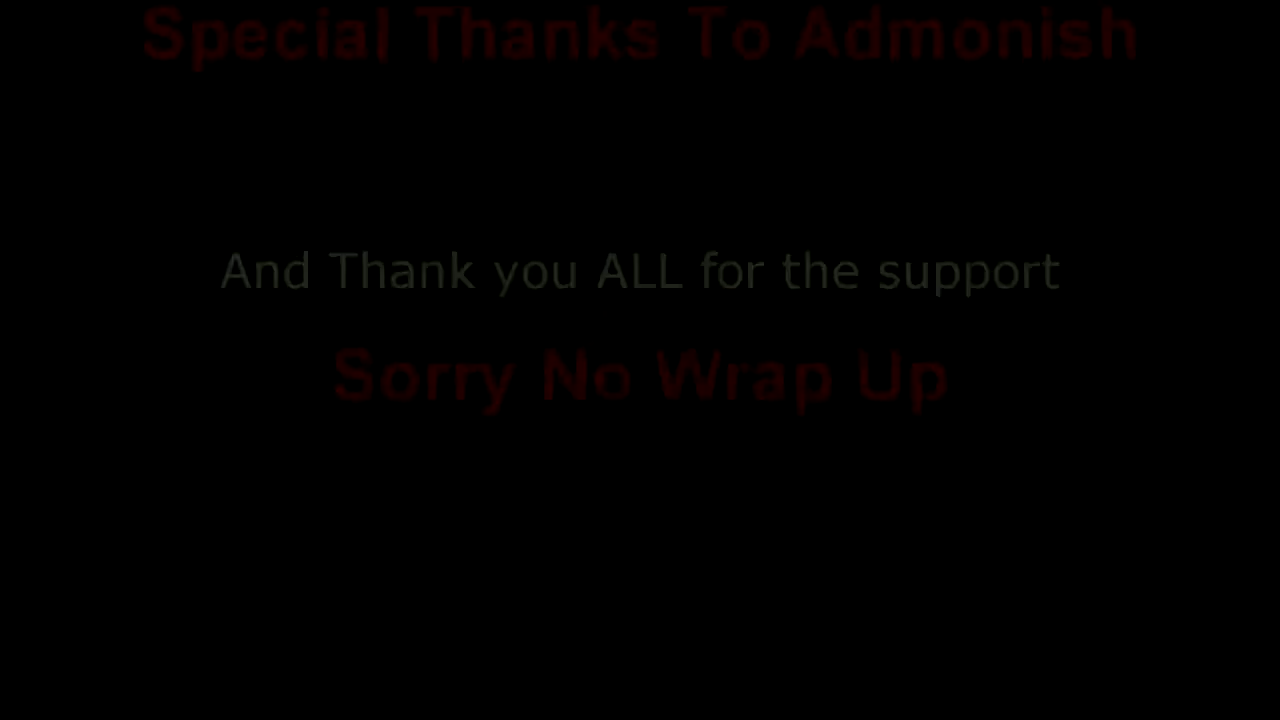 Special Thanks To Admonish
And Thank you ALL for the support
Sorry No Wrap Up